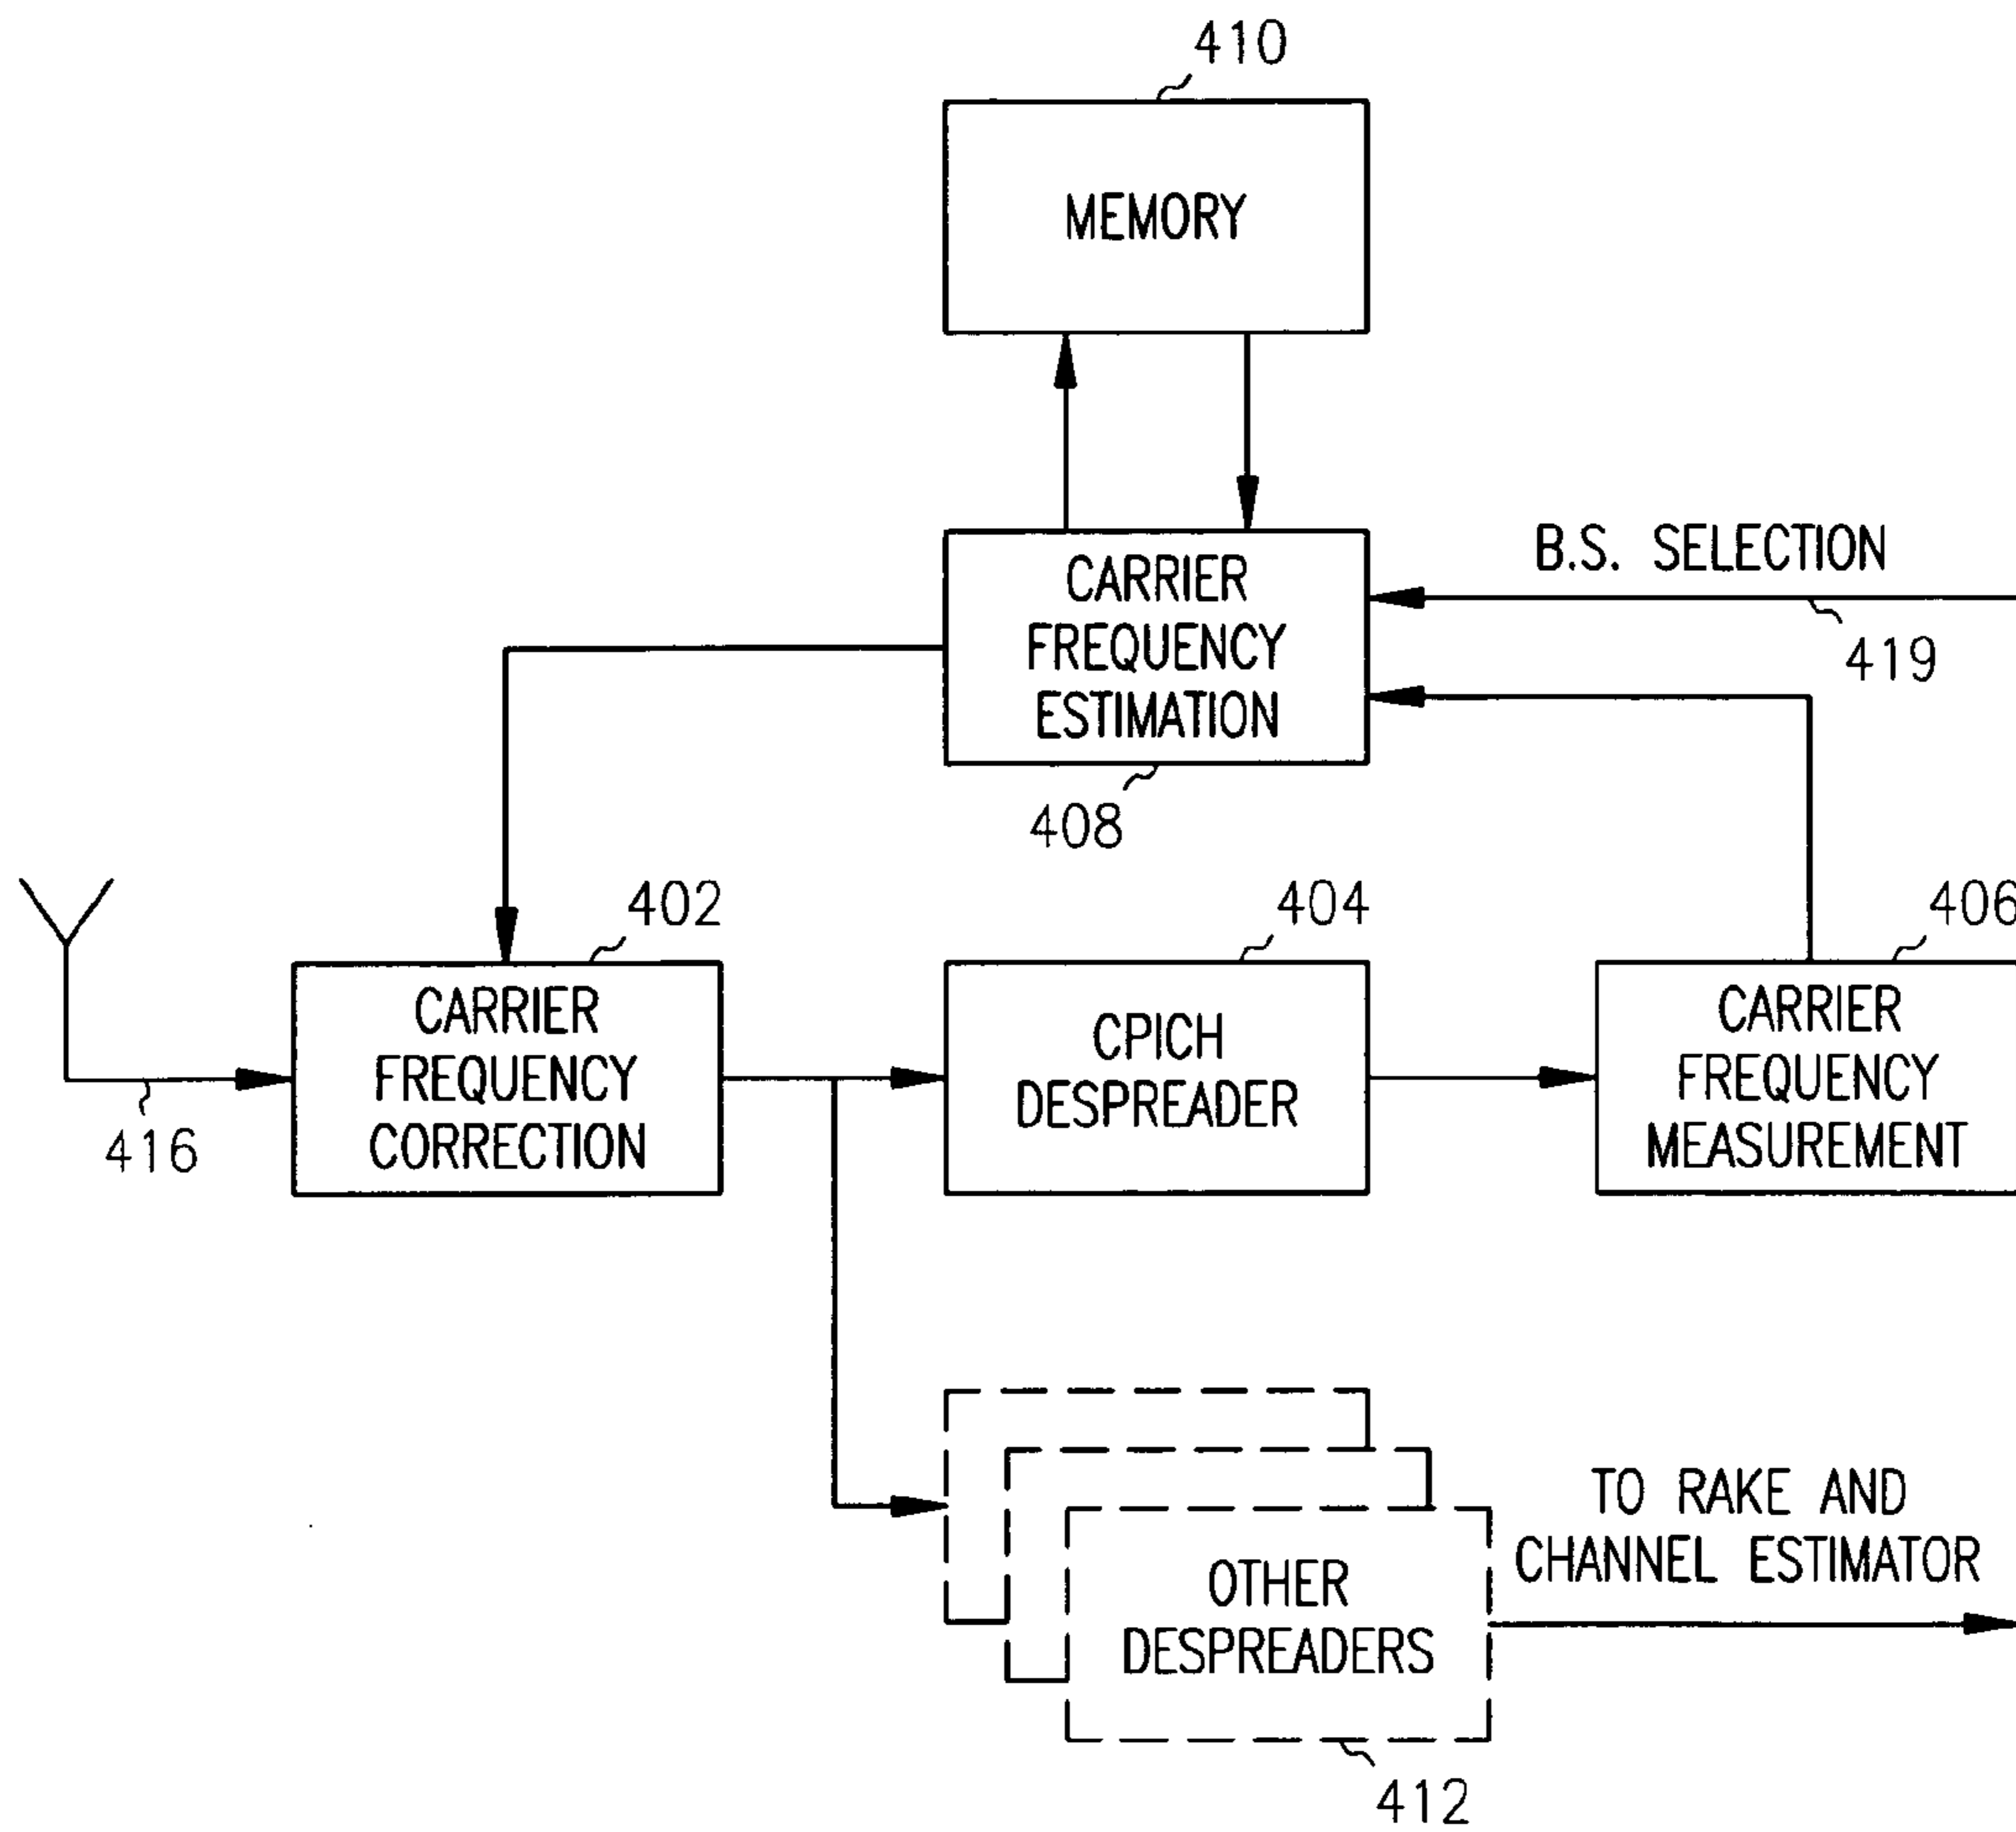 410
MEMORY
B.S. SELECTION
419
CARRIER
FREQUENCY
ESTIMATION
408
402
404
406
416
CARRIER
FREQUENCY
CORRECTION
CPICH
DESPREADER
CARRIER
FREQUENCY
MEASUREMENT
TO RAKE AND
CHANNEL ESTIMATOR
OTHER
DESPREADERS
412